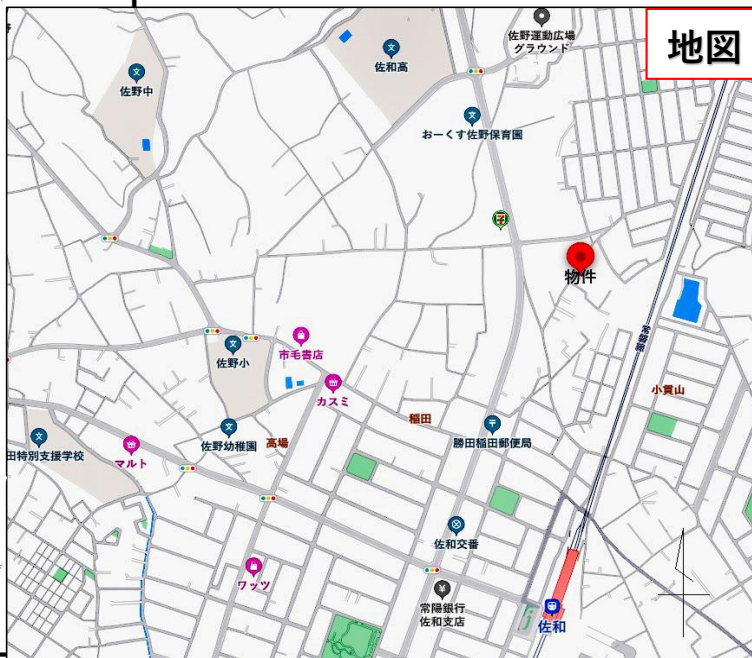 佐野運動広場
グラウンド
地図
佐和高
佐野中
おーくす佐野保育園
7
物件
常磐線
市毛書店
佐野小
カスミ
小貫山
稲田
佐野幼稚園
高場
勝田稲田郵便局
田特別支援学校
マルト
佐和交番
ワッツ
常陽銀行
佐和支店
佐和